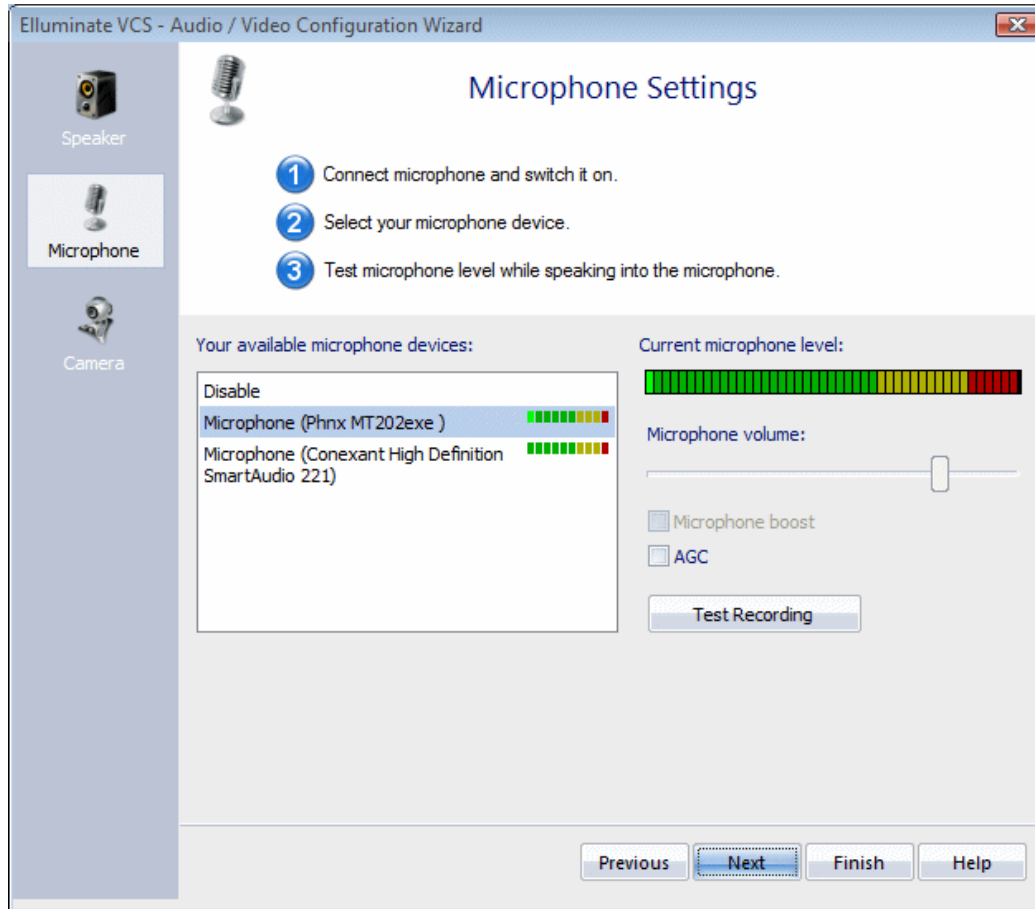 Elluminate VCS - Audio / Video Configuration Wizard
Speaker
Microphone
Camera
Microphone Settings
1 Connect microphone and switch it on.
2 Select your microphone device.
3 Test microphone level while speaking into the microphone.
Your available microphone devices:
Disable
Microphone (Phnx MT202exe )
Microphone (Conexant High Definition
SmartAudio 221)
Current microphone level:
Microphone volume:
Microphone boost
AGC
Test Recording
Previous
Next
Finish
Help